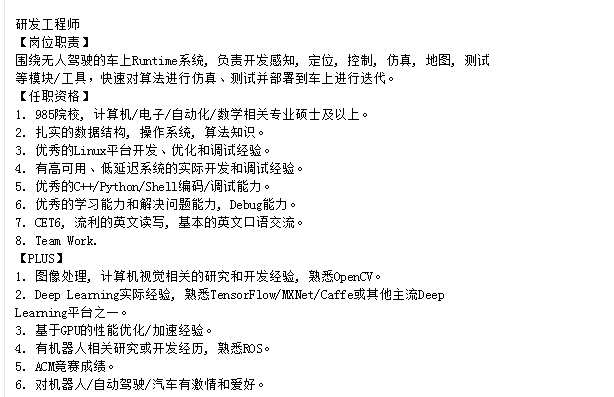 研发工程师
【岗位职责】
围绕无人驾驶的车上Runtime系统, 负责开发感知, 定位, 控制, 仿真, 地图, 测试
等模块/工具，快速对算法进行仿真、测试并部署到车上进行迭代。
【任职资格】
1. 985院校, 计算机/电子/自动化/数学相关专业硕士及以上。
2. 扎实的数据结构, 操作系统, 算法知识。
3. 优秀的Linux平台开发、优化和调试经验。
4. 有高可用、低延迟系统的实际开发和调试经验。
5. 优秀的C++/Python/Shell编码/调试能力。
6. 优秀的学习能力和解决问题能力, Debug能力。
7. CET6, 流利的英文读写, 基本的英文口语交流。
8. Team Work.
【PLUS】
1. 图像处理, 计算机视觉相关的研究和开发经验, 熟悉OpenCV。
2. Deep Learning实际经验, 熟悉TensorFlow/MXNet/Caffe或其他主流Deep
Learning平台之一。
3. 基于GPU的性能优化/加速经验。
4. 有机器人相关研究或开发经历, 熟悉ROS。
5. ACM竞赛成绩。
6. 对机器人/自动驾驶/汽车有激情和爱好。